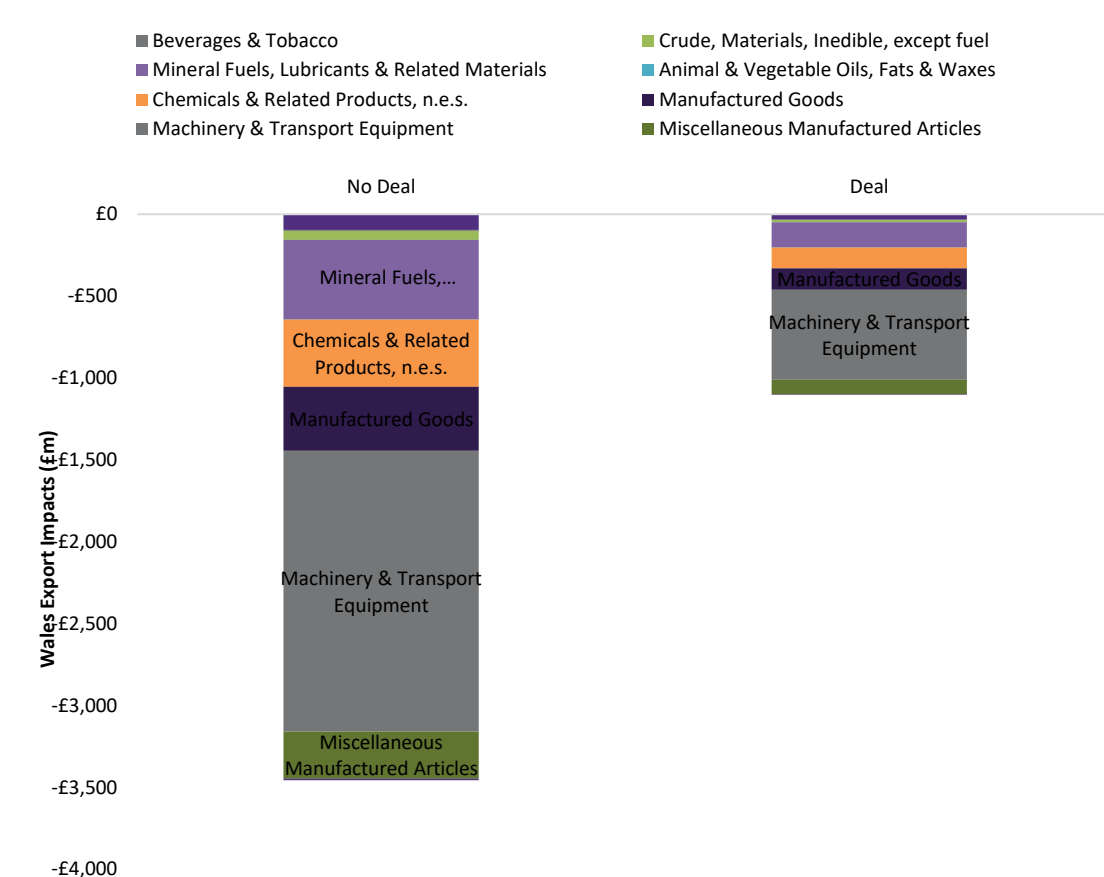 Beverages & Tobacco
Crude, Materials, Inedible, except fuel
Mineral Fuels, Lubricants & Related Materials
Animal & Vegetable Oils, Fats & Waxes
Chemicals & Related Products, n.e.s.
Manufactured Goods
Machinery & Transport Equipment
Miscellaneous Manufactured Articles
No Deal
Deal
£0
-£500
-£1,000
-£1,500
-£2,000
-£2,500
-£3,000
-£3,500
-£4,000
Wales Export Impacts (£m)
Mineral Fuels,...
Chemicals & Related
Products, n.e.s.
Manufactured Goods
Machinery & Transport
Equipment
Miscellaneous
Manufactured Articles
Manufactured Goods
Machinery & Transport
Equipment